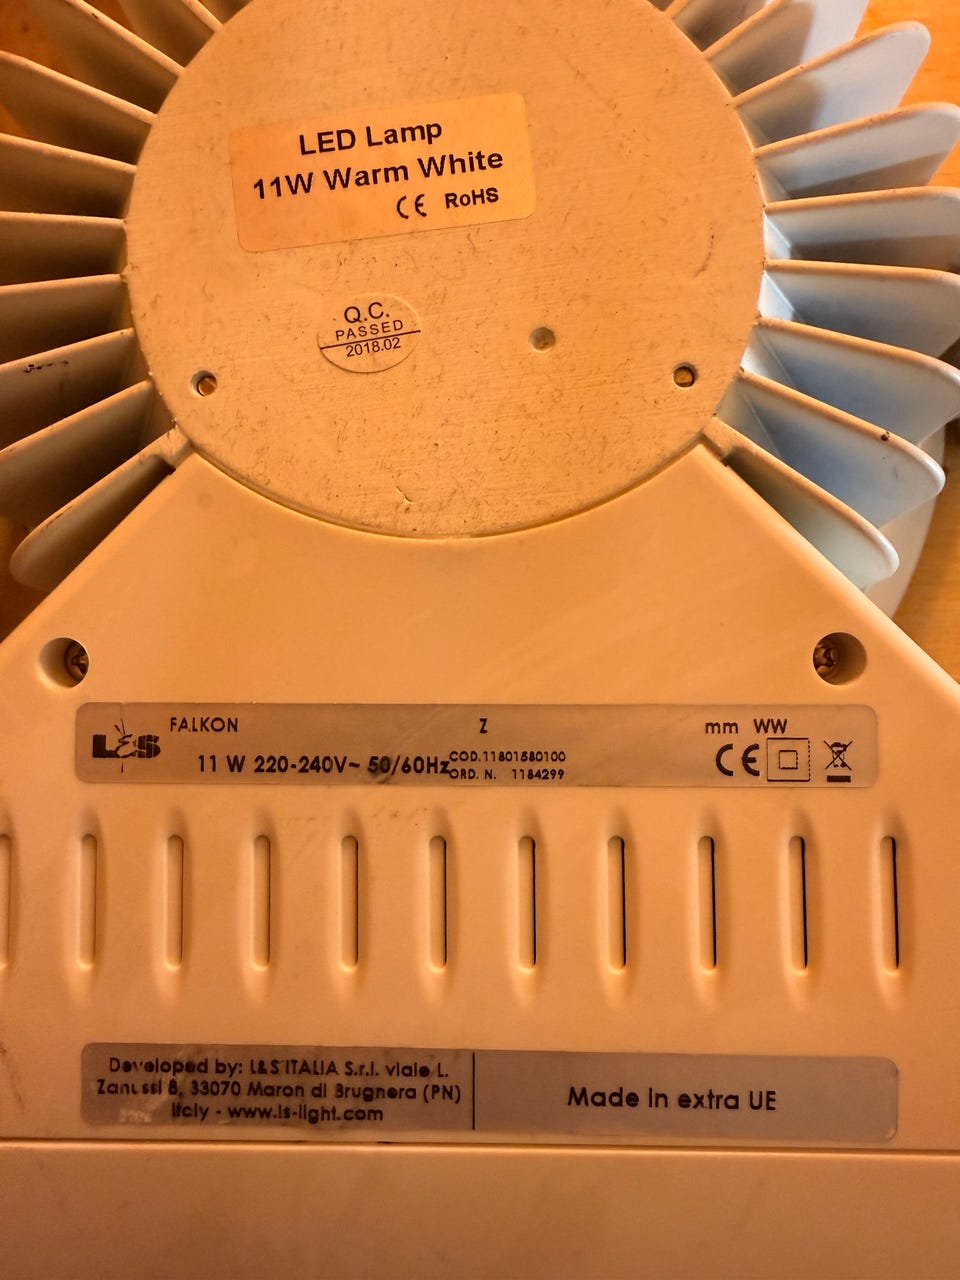 LED Lamp
11W Warm White
CE RoHS
Q.C.
PASSED
2018.02
L&S FALKON Z mm WW
11 W 220-240V~ 50/60Hz COD.11801580100
ORD. N. 1184299 CE
Developed by: L&S ITALIA S.r.l. viale L.
Zanussi 8, 33070 Maron di Brugnera (PN)
Italy - www.ls-light.com
Made in extra UE